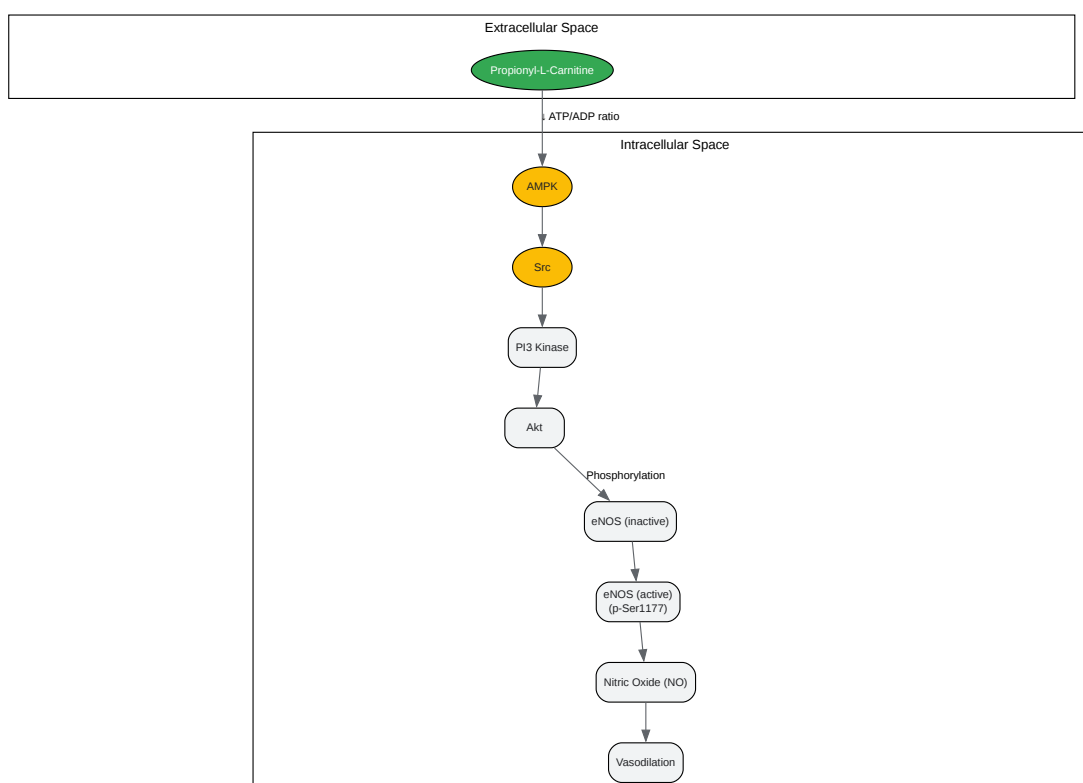 Extracellular Space
Propionyl-L-Carnitine
↓ ATP/ADP ratio
Intracellular Space
AMPK
Src
PI3 Kinase
Akt
Phosphorylation
eNOS (inactive)
eNOS (active)
(p-Ser1177)
Nitric Oxide (NO)
Vasodilation